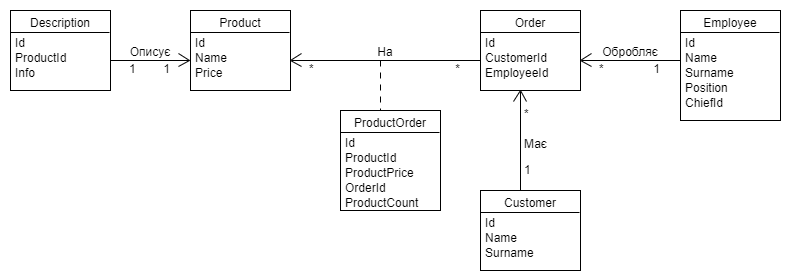 Description
Id
ProductId
Info
Описує
1
1
Product
Id
Name
Price
На
*
*
Order
Id
CustomerId
EmployeeId
Обробляє
*
1
Employee
Id
Name
Surname
Position
ChiefId
ProductOrder
Id
ProductId
ProductPrice
OrderId
ProductCount
*
Має
1
Customer
Id
Name
Surname